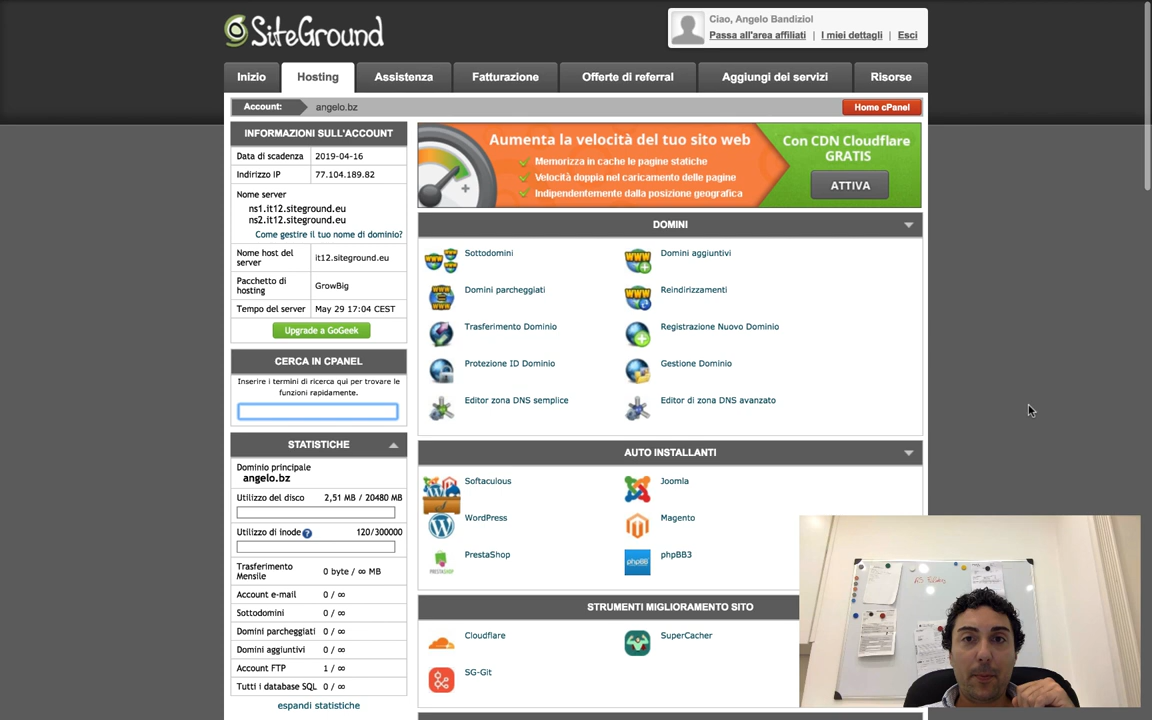 SiteGround
Ciao, Angelo Bandiziol
Passa all'area affiliati | I miei dettagli | Esci
Inizio
Hosting
Assistenza
Fatturazione
Offerte di referral
Aggiungi dei servizi
Risorse
Account:
angelo.bz
Home cPanel
INFORMAZIONI SULL'ACCOUNT
Data di scadenza
2019-04-16
Indirizzo IP
77.104.189.82
Nome server
ns1.it12.siteground.eu
ns2.it12.siteground.eu
Come gestire il tuo nome di dominio?
Nome host del
server
it12.siteground.eu
Pacchetto di
hosting
GrowBig
Tempo del server
May 29 17:04 CEST
Upgrade a GoGeek
CERCA IN CPANEL
Inserire i termini di ricerca qui per trovare le
funzioni rapidamente.
STATISTICHE
Dominio principale
angelo.bz
Utilizzo del disco
2,51 MB / 20480 MB
Utilizzo di inode
120/300000
Trasferimento
Mensile
0 byte / ∞ MB
Account e-mail
0 / ∞
Sottodomini
0 / ∞
Domini parcheggiati
0 / ∞
Domini aggiuntivi
0 / ∞
Account FTP
1 / ∞
Tutti i database SQL
0 / ∞
espandi statistiche
Aumenta la velocità del tuo sito web
Memorizza in cache le pagine statiche
Velocità doppia nel caricamento delle pagine
Indipendentemente dalla posizione geografica
Con CDN Cloudflare
GRATIS
ATTIVA
DOMINI
Sottodomini
Domini aggiuntivi
Domini parcheggiati
Reindirizzamenti
Trasferimento Dominio
Registrazione Nuovo Dominio
Protezione ID Dominio
Gestione Dominio
Editor zona DNS semplice
Editor di zona DNS avanzato
AUTO INSTALLANTI
Softaculous
Joomla
WordPress
Magento
PrestaShop
phpBB3
STRUMENTI MIGLIORAMENTO SITO
Cloudflare
SuperCacher
SG-Git